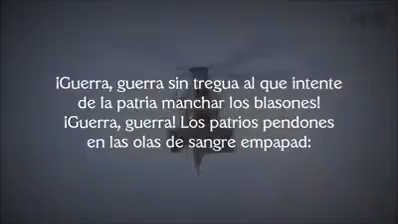 ¡Guerra, guerra sin tregua al que intente
de la patria manchar los blasones!
¡Guerra, guerra! Los patrios pendones
en las olas de sangre empapad: